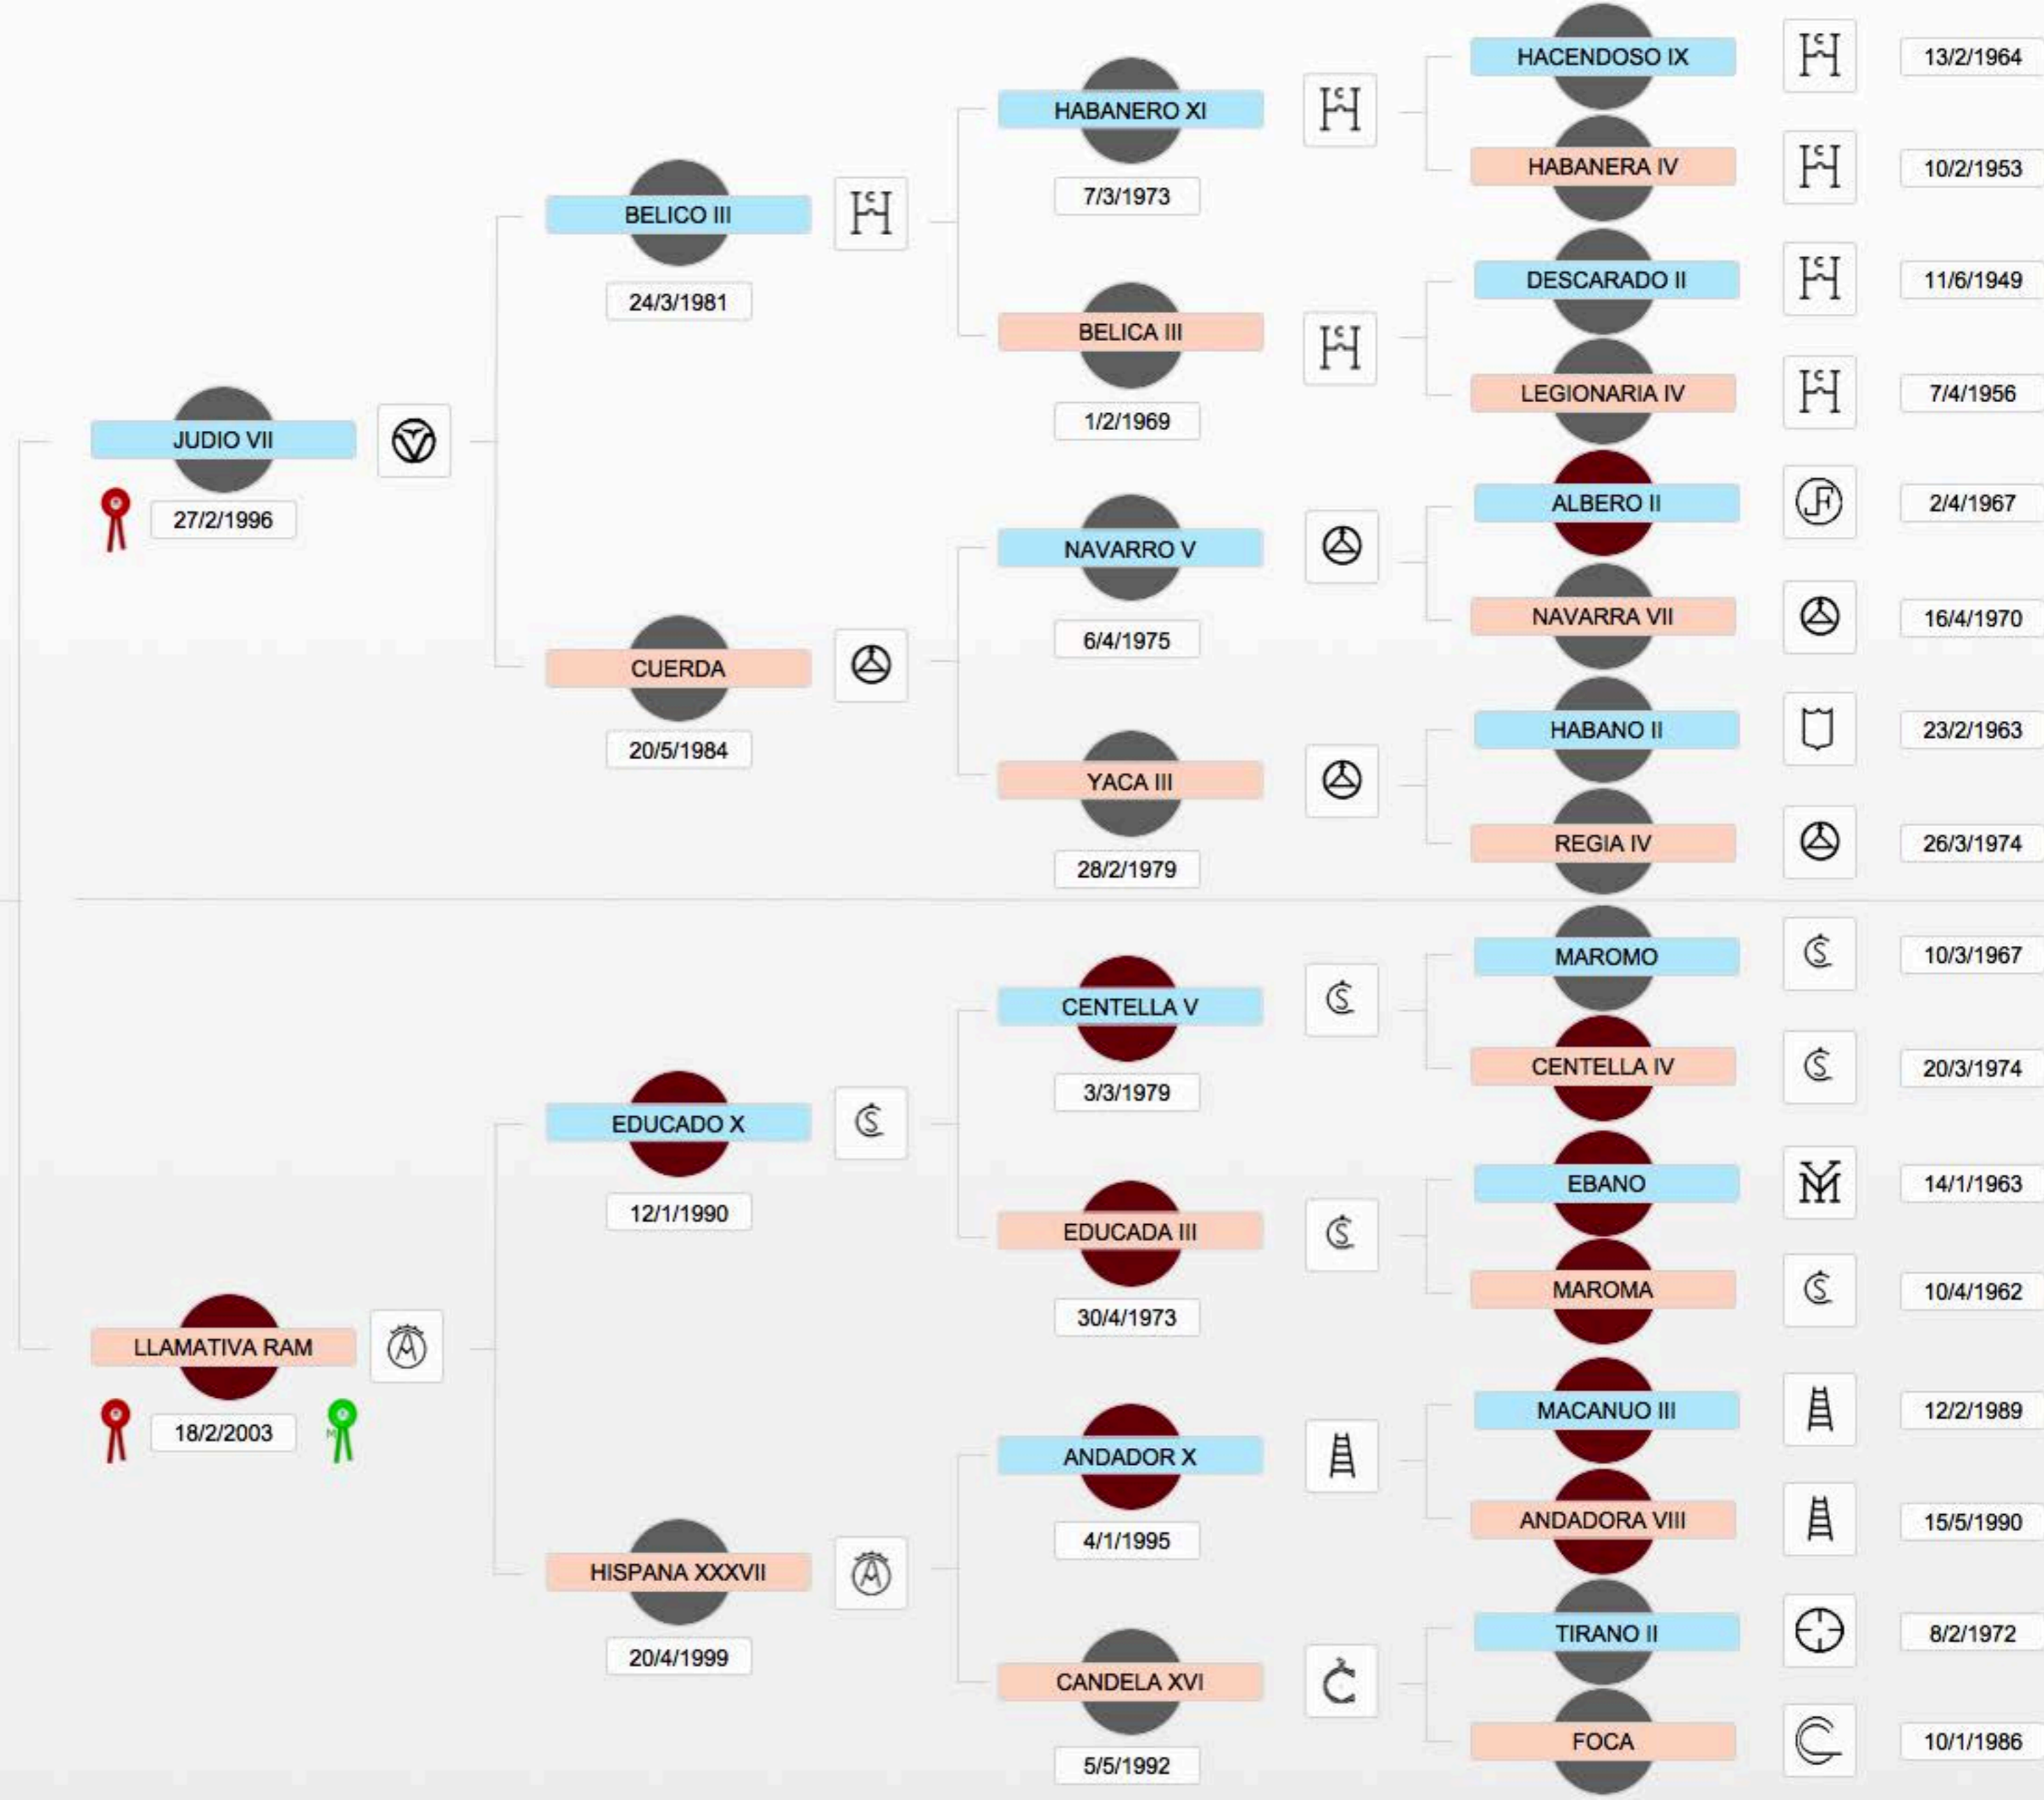 JUDIO VII
27/2/1996
BELICO III
24/3/1981
HABANERO XI
7/3/1973
HACENDOSO IX
13/2/1964
HABANERA IV
10/2/1953
BELICA III
1/2/1969
DESCARADO II
11/6/1949
LEGIONARIA IV
7/4/1956
CUERDA
20/5/1984
NAVARRO V
6/4/1975
ALBERO II
2/4/1967
NAVARRA VII
16/4/1970
YACA III
28/2/1979
HABANO II
23/2/1963
REGIA IV
26/3/1974
LLAMATIVA RAM
18/2/2003
M
EDUCADO X
12/1/1990
CENTELLA V
3/3/1979
MAROMO
10/3/1967
CENTELLA IV
20/3/1974
EDUCADA III
30/4/1973
EBANO
14/1/1963
MAROMA
10/4/1962
HISPANA XXXVII
20/4/1999
ANDADOR X
4/1/1995
MACANUO III
12/2/1989
ANDADORA VIII
15/5/1990
CANDELA XVI
5/5/1992
TIRANO II
8/2/1972
FOCA
10/1/1986